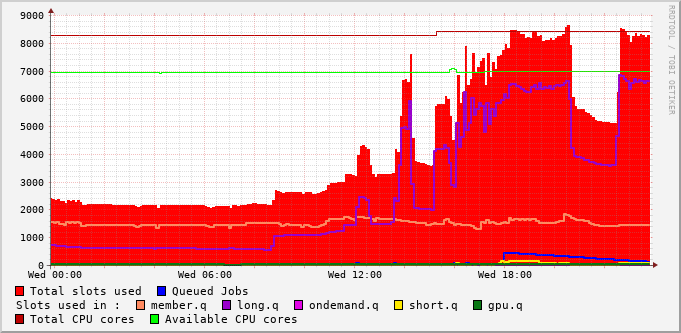 9000
8000
7000
6000
5000
4000
3000
2000
1000
0
Wed 00:00 Wed 06:00 Wed 12:00 Wed 18:00
RRDTOOL / TOBI OETIKER
Total slots used Queued Jobs
Slots used in : member.q long.q ondemand.q short.q gpu.q
Total CPU cores Available CPU cores